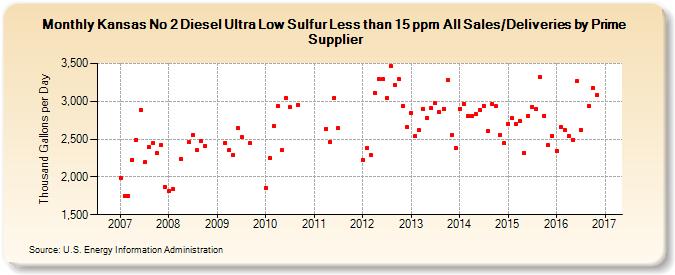 Monthly Kansas No 2 Diesel Ultra Low Sulfur Less than 15 ppm All Sales/Deliveries by Prime
Supplier
Thousand Gallons per Day
3,500
3,000
2,500
2,000
1,500
2007 2008 2009 2010 2011 2012 2013 2014 2015 2016 2017
Source: U.S. Energy Information Administration